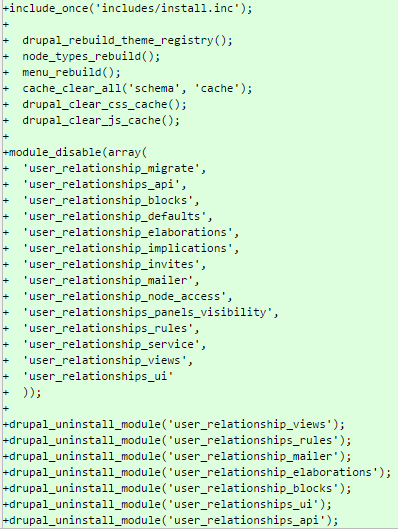 +include_once('includes/install.inc');
+
+  drupal_rebuild_theme_registry();
+  node_types_rebuild();
+  menu_rebuild();
+  cache_clear_all('schema', 'cache');
+  drupal_clear_css_cache();
+  drupal_clear_js_cache();
+
+module_disable(array(
+  'user_relationship_migrate',
+  'user_relationships_api',
+  'user_relationship_blocks',
+  'user_relationship_defaults',
+  'user_relationship_elaborations',
+  'user_relationship_implications',
+  'user_relationship_invites',
+  'user_relationship_mailer',
+  'user_relationship_node_access',
+  'user_relationships_panels_visibility',
+  'user_relationships_rules',
+  'user_relationship_service',
+  'user_relationship_views',
+  'user_relationships_ui'
+  ));
+
+drupal_uninstall_module('user_relationship_views');
+drupal_uninstall_module('user_relationships_rules');
+drupal_uninstall_module('user_relationship_mailer');
+drupal_uninstall_module('user_relationship_elaborations');
+drupal_uninstall_module('user_relationship_blocks');
+drupal_uninstall_module('user_relationships_ui');
+drupal_uninstall_module('user_relationships_api');